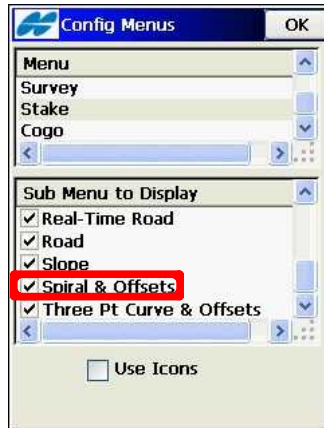 Config Menus OK
Menu
Survey
Stake
Cogo
Sub Menu to Display
Real-Time Road
Road
Slope
Spiral & Offsets
Three Pt Curve & Offsets
Use Icons